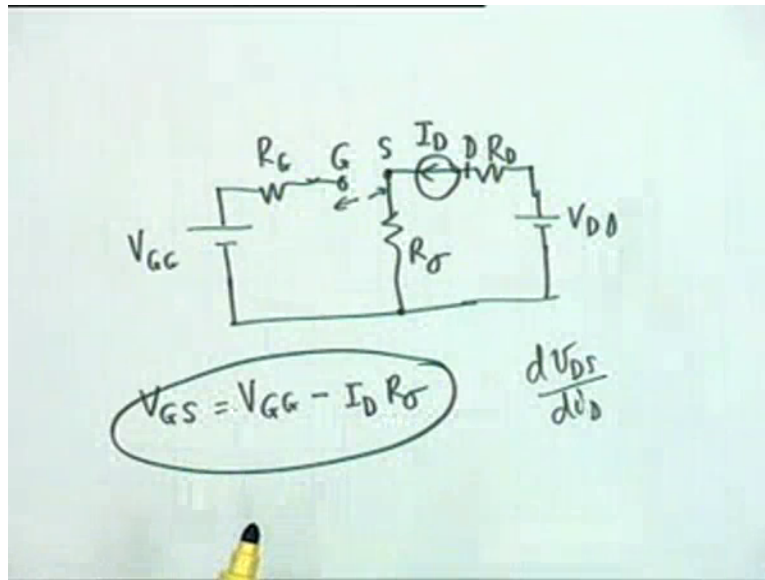 R_G G S I_D D R_D
V_GG R_σ V_DD
V_GS = V_GG - I_D R_σ
dv_DS
di_D